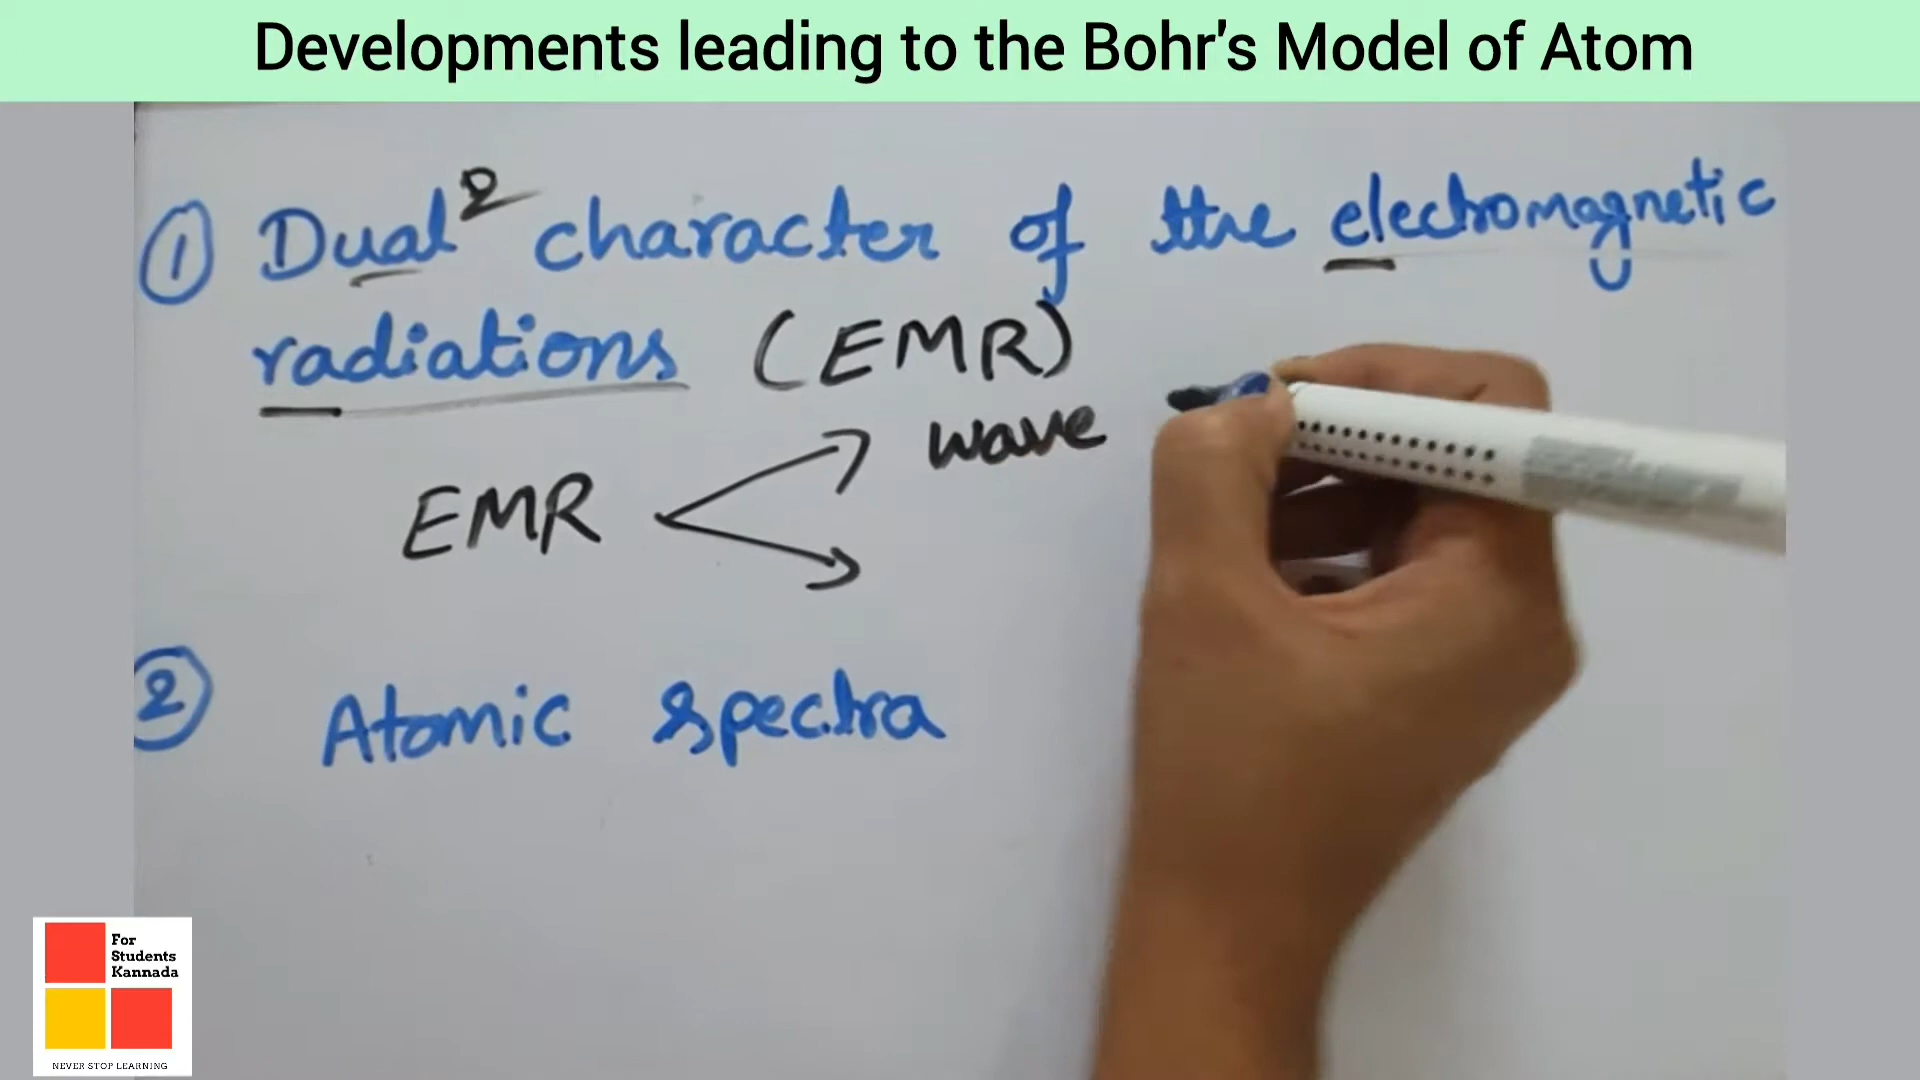 Developments leading to the Bohr's Model of Atom
① Dual 2 character of the electromagnetic
radiations (EMR)
wave
EMR
② Atomic spectra
For
Students
Kannada
NEVER STOP LEARNING